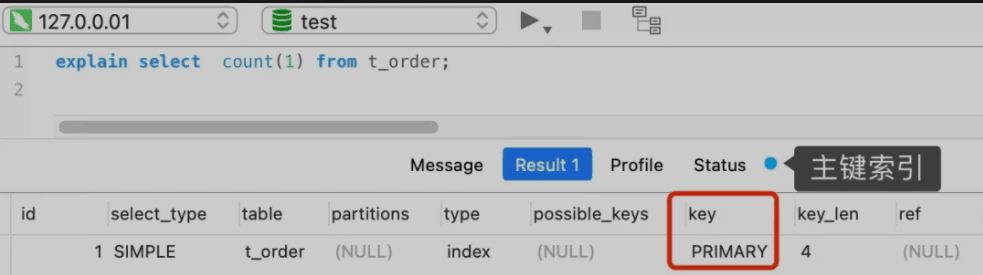 127.0.0.01 test
1 explain select count(1) from t_order;
2
Message Result 1 Profile Status 主键索引
id select_type table partitions type possible_keys key key_len ref
1 SIMPLE t_order (NULL) index (NULL) PRIMARY 4 (NULL)